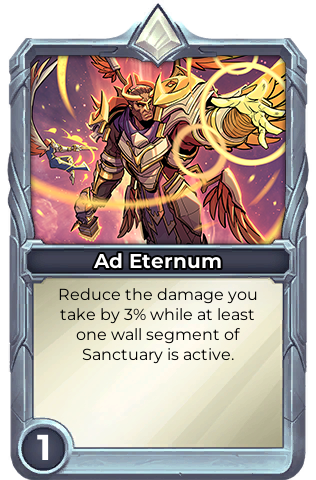 Ad Eternum
Reduce the damage you
take by 3% while at least
one wall segment of
Sanctuary is active.
1